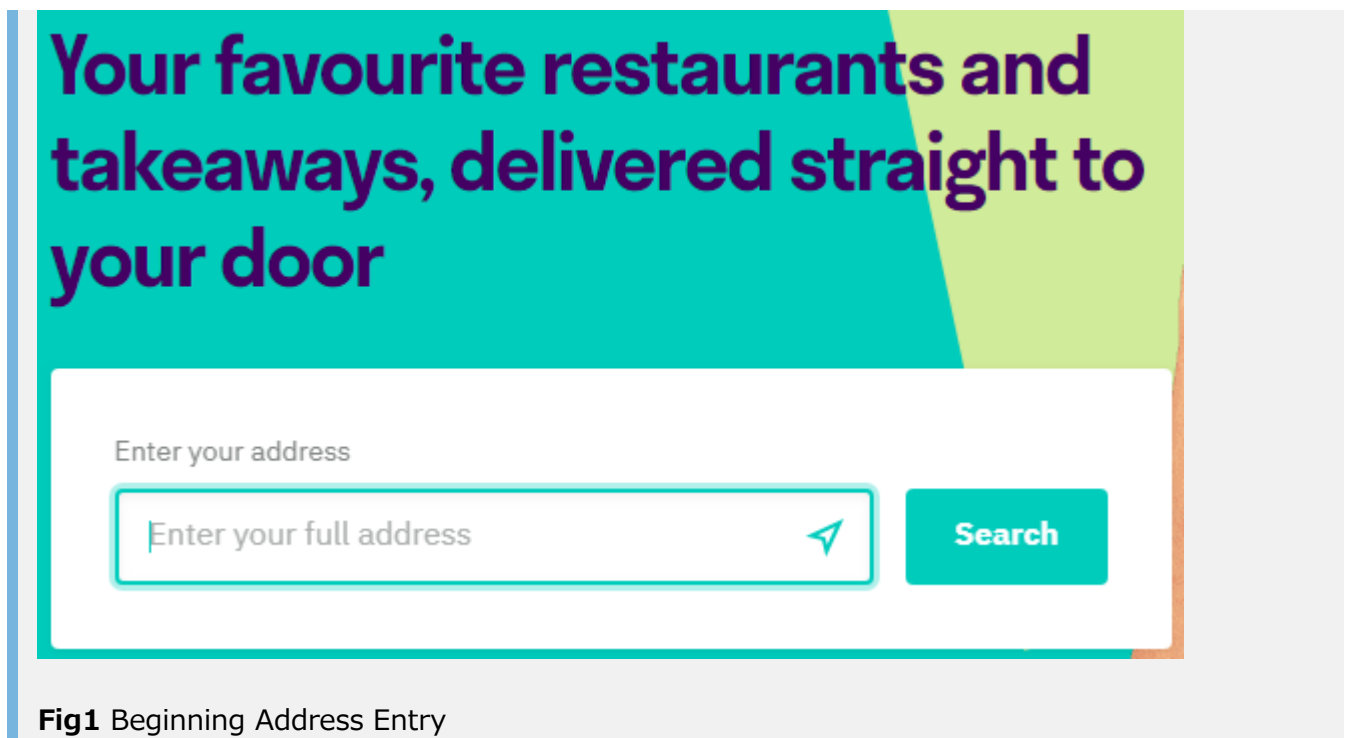 Your favourite restaurants and
takeaways, delivered straight to
your door
Enter your address
Enter your full address
Search
Fig1 Beginning Address Entry